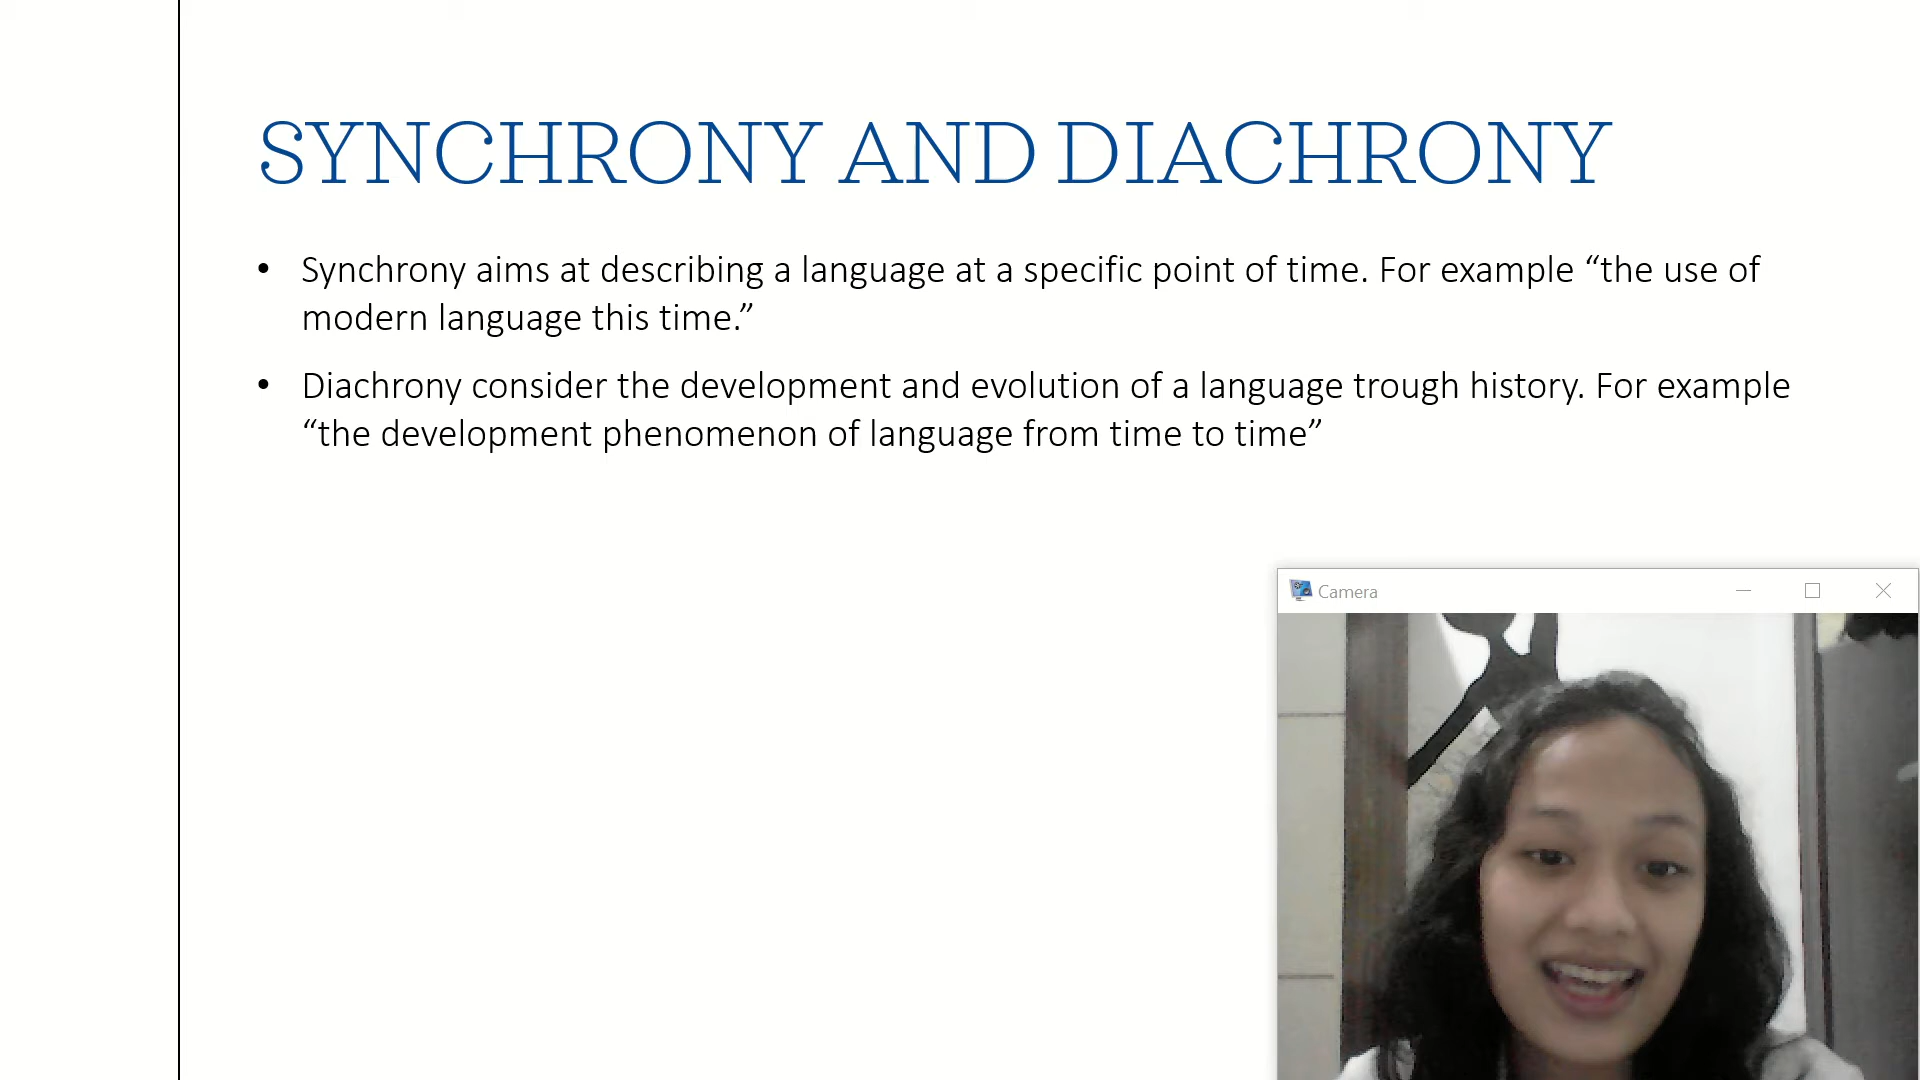 SYNCHRONY AND DIACHRONY
• Synchrony aims at describing a language at a specific point of time. For example “the use of
modern language this time.”
• Diachrony consider the development and evolution of a language trough history. For example
“the development phenomenon of language from time to time”
Camera